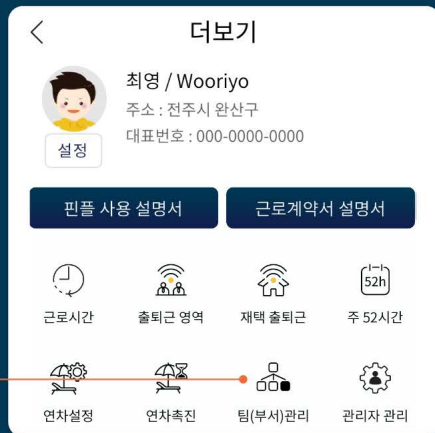 더보기
최영 / Wooriyo
주소 : 전주시 완산구
대표번호 : 000-0000-0000
설정
핀플 사용 설명서 근로계약서 설명서
52h
근로시간 출퇴근 영역 재택 출퇴근 주 52시간
연차설정 연차촉진 팀(부서)관리 관리자 관리